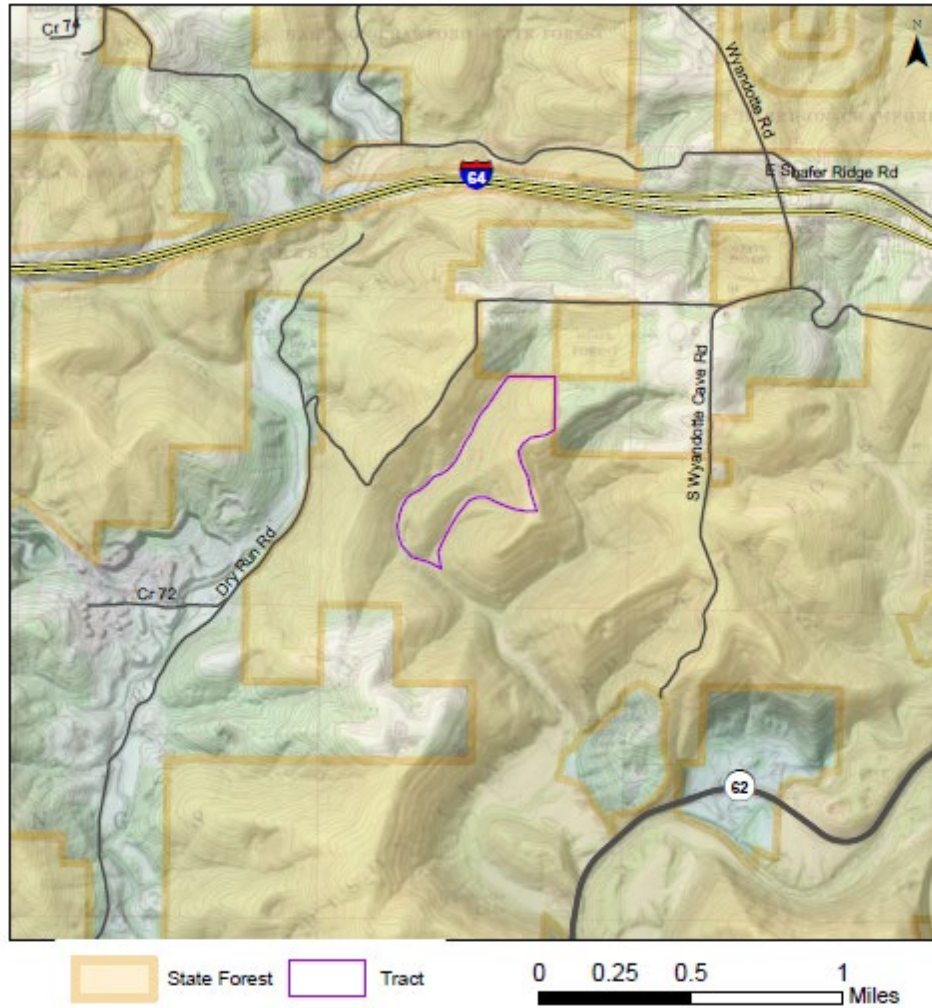 Cr 74
N
Wyandotte Rd
64
E Shafer Ridge Rd
S Wyandotte Cave Rd
Dry Run Rd
Cr 72
62
State Forest
Tract
0 0.25 0.5 1
Miles